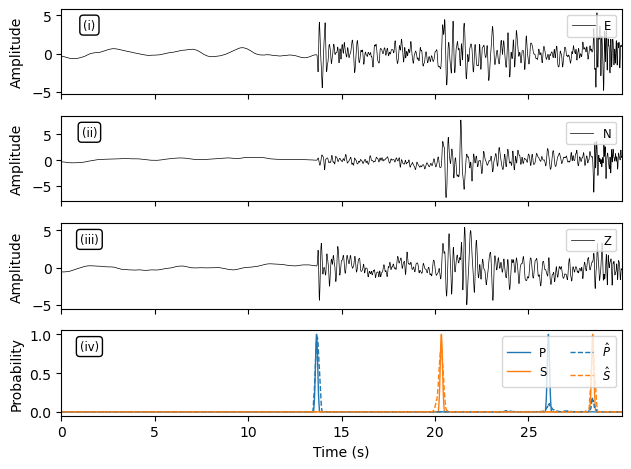 5
0
−5
Amplitude
(i)
E
5
0
−5
Amplitude
(ii)
N
5
0
−5
Amplitude
(iii)
Z
1.0
0.5
0.0
Probability
(iv)
P P̂
S Ŝ
0 5 10 15 20 25
Time (s)